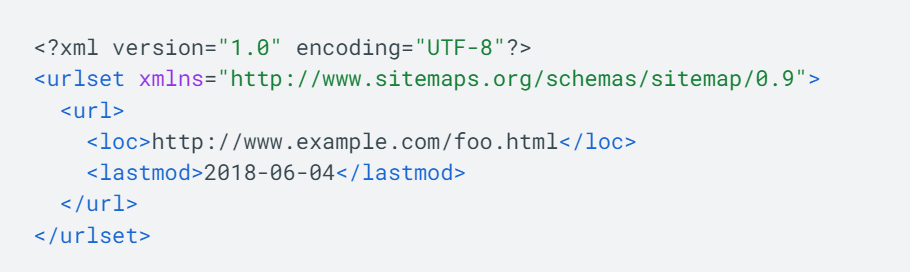 <?xml version="1.0" encoding="UTF-8"?>
<urlset xmlns="http://www.sitemaps.org/schemas/sitemap/0.9">
  <url>
    <loc>http://www.example.com/foo.html</loc>
    <lastmod>2018-06-04</lastmod>
  </url>
</urlset>